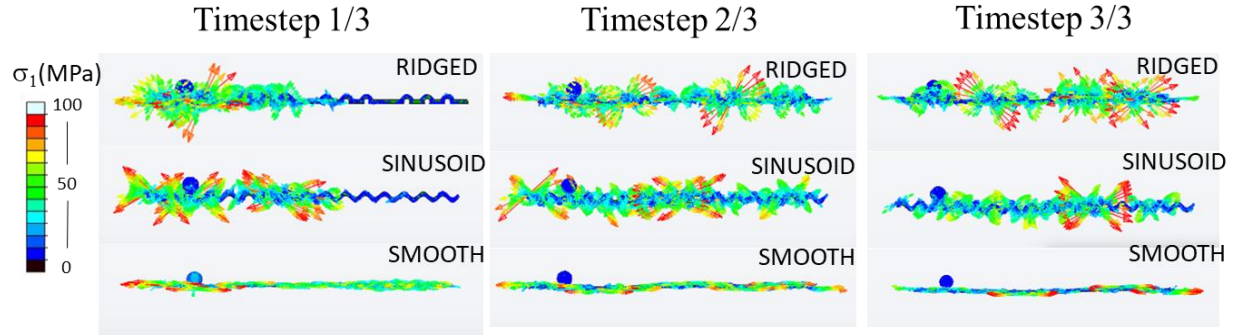 Timestep 1/3
Timestep 2/3
Timestep 3/3
σ1(MPa)
100
50
0
RIDGED
RIDGED
RIDGED
SINUSOID
SINUSOID
SINUSOID
SMOOTH
SMOOTH
SMOOTH